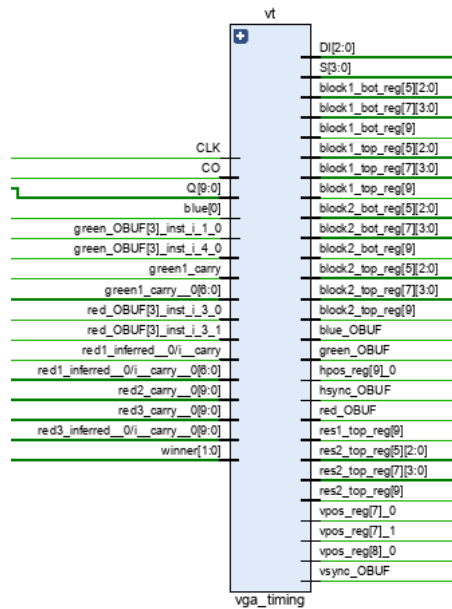 vt
CLK
CO
Q[9:0]
blue[0]
green_OBUF[3]_inst_i_1_0
green_OBUF[3]_inst_i_4_0
green1_carry
green1_carry__0[6:0]
red_OBUF[3]_inst_i_3_0
red_OBUF[3]_inst_i_3_1
red1_inferred__0/i__carry
red1_inferred__0/i__carry__0[6:0]
red2_carry__0[9:0]
red3_carry__0[9:0]
red3_inferred__0/i__carry__0[9:0]
winner[1:0]
DI[2:0]
S[3:0]
block1_bot_reg[5][2:0]
block1_bot_reg[7][3:0]
block1_bot_reg[9]
block1_top_reg[5][2:0]
block1_top_reg[7][3:0]
block1_top_reg[9]
block2_bot_reg[5][2:0]
block2_bot_reg[7][3:0]
block2_bot_reg[9]
block2_top_reg[5][2:0]
block2_top_reg[7][3:0]
block2_top_reg[9]
blue_OBUF
green_OBUF
hpos_reg[9]_0
hsync_OBUF
red_OBUF
res1_top_reg[9]
res2_top_reg[5][2:0]
res2_top_reg[7][3:0]
res2_top_reg[9]
vpos_reg[7]_0
vpos_reg[7]_1
vpos_reg[8]_0
vsync_OBUF
vga_timing